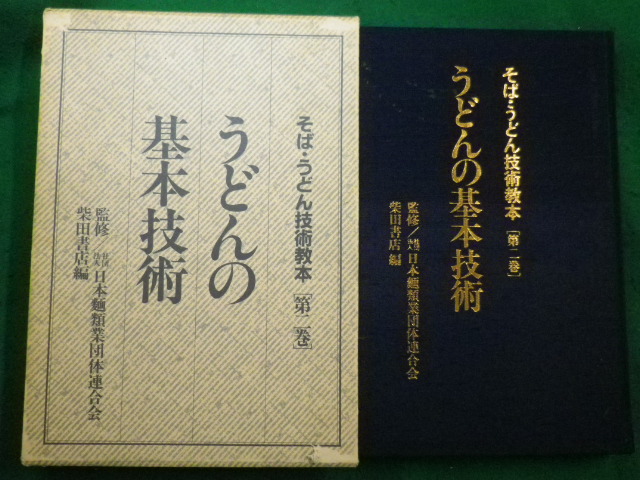 そば・うどん技術教本[第二巻]
うどんの
基本技術
監修 社団法人 日本麺類業団体連合会
柴田書店編
そば・うどん技術教本[第二巻]
うどんの基本技術
監修/社団法人 日本麺類業団体連合会
柴田書店編